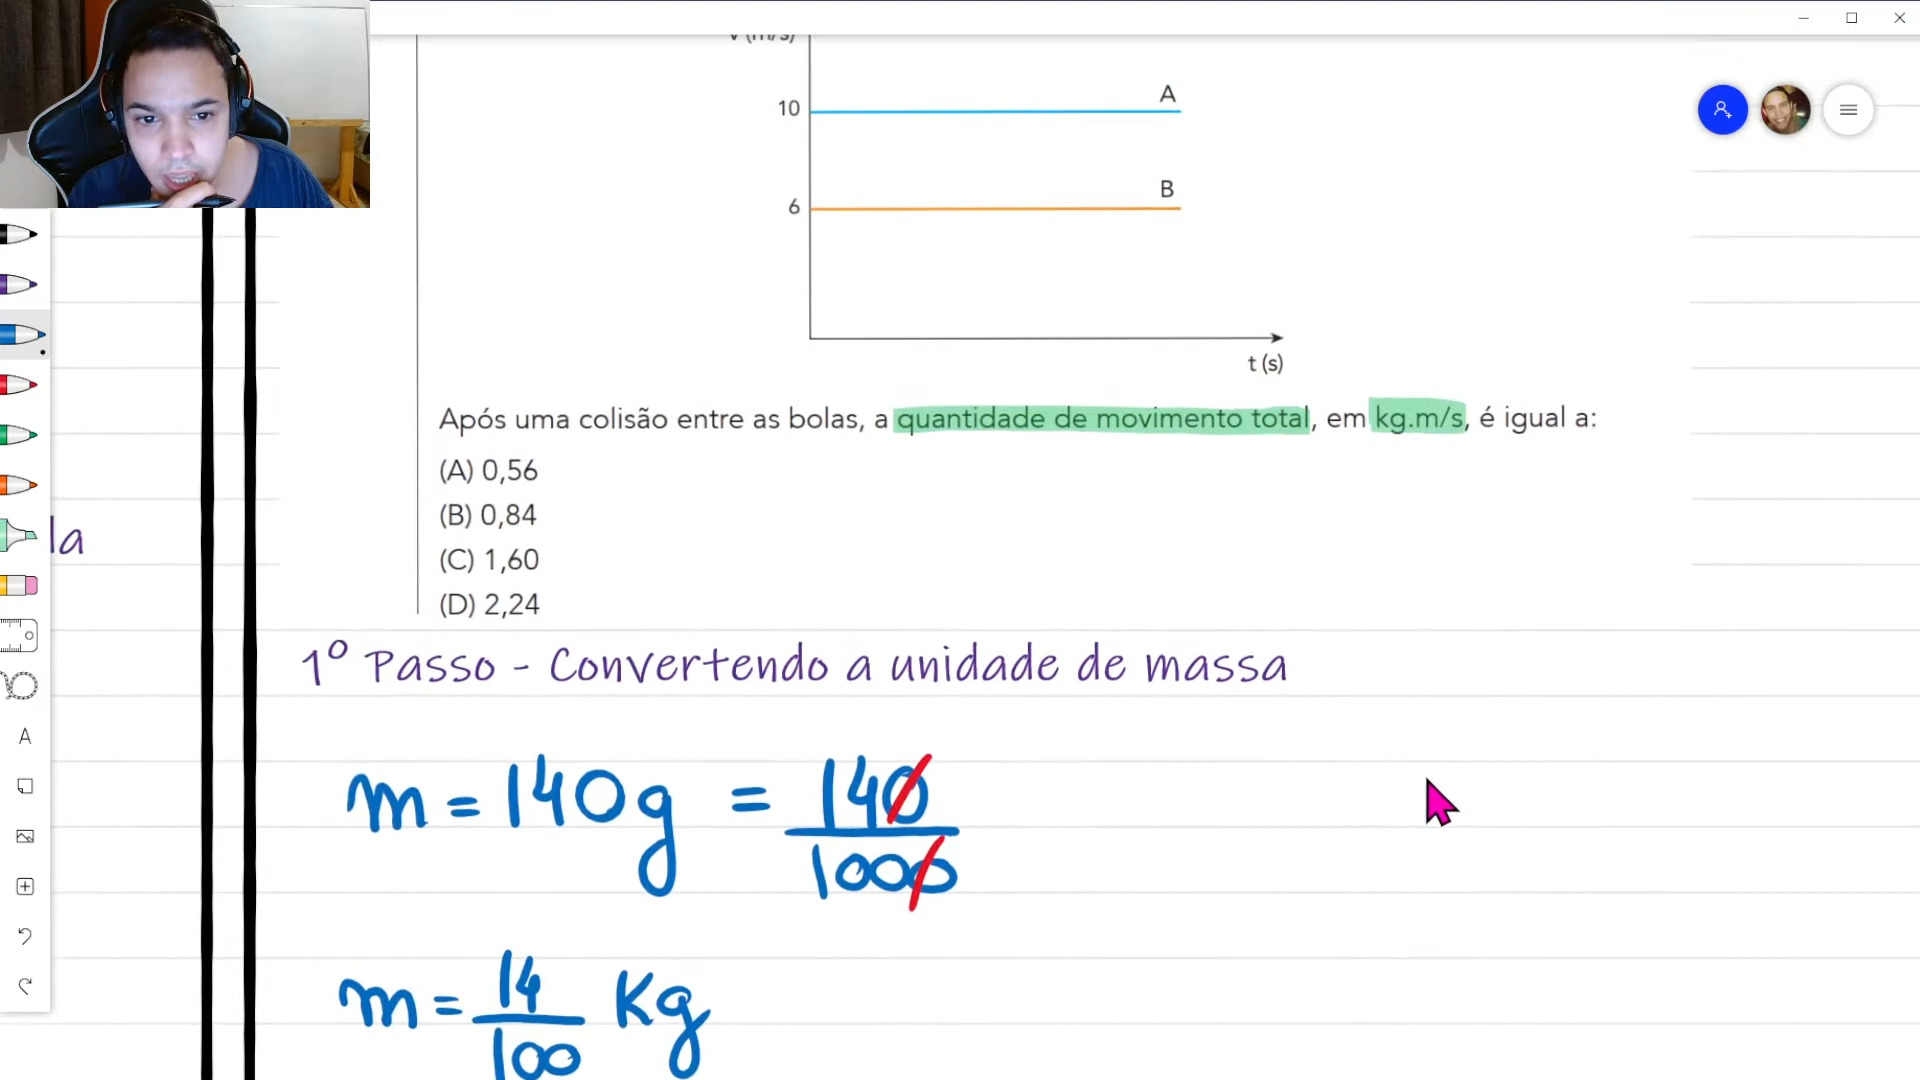 V (m/s)
10
A
6
B
t (s)
Após uma colisão entre as bolas, a quantidade de movimento total, em kg.m/s, é igual a:
(A) 0,56
(B) 0,84
(C) 1,60
(D) 2,24
la
1º Passo - Convertendo a unidade de massa
m = 140g = 140
1000
m = 14 Kg
100
A